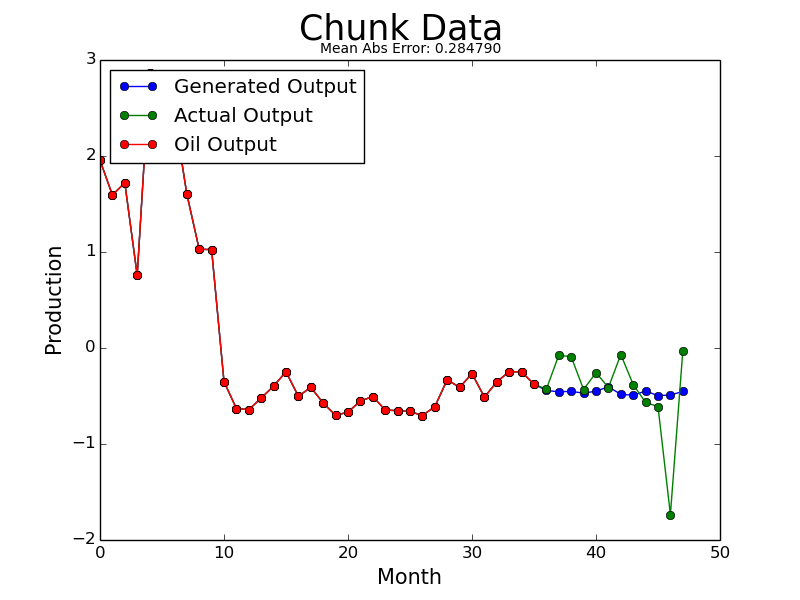 Chunk Data
Mean Abs Error: 0.284790
Generated Output
Actual Output
Oil Output
3
2
1
0
−1
−2
Production
0 10 20 30 40 50
Month